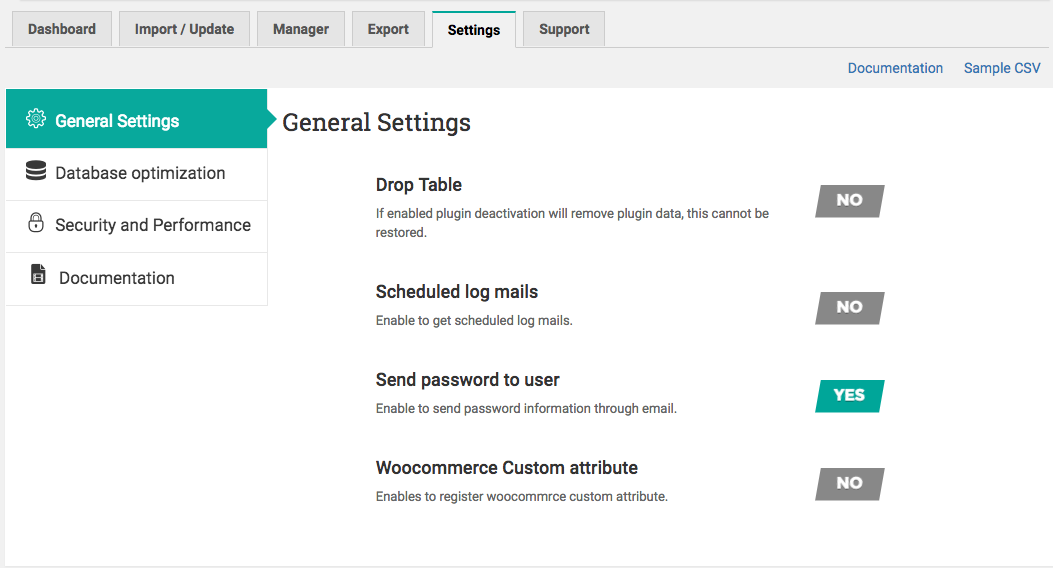 Dashboard
Import / Update
Manager
Export
Settings
Support
Documentation
Sample CSV
General Settings
Database optimization
Security and Performance
Documentation
General Settings
Drop Table
If enabled plugin deactivation will remove plugin data, this cannot be
restored.
NO
Scheduled log mails
Enable to get scheduled log mails.
NO
Send password to user
Enable to send password information through email.
YES
Woocommerce Custom attribute
Enables to register woocommrce custom attribute.
NO